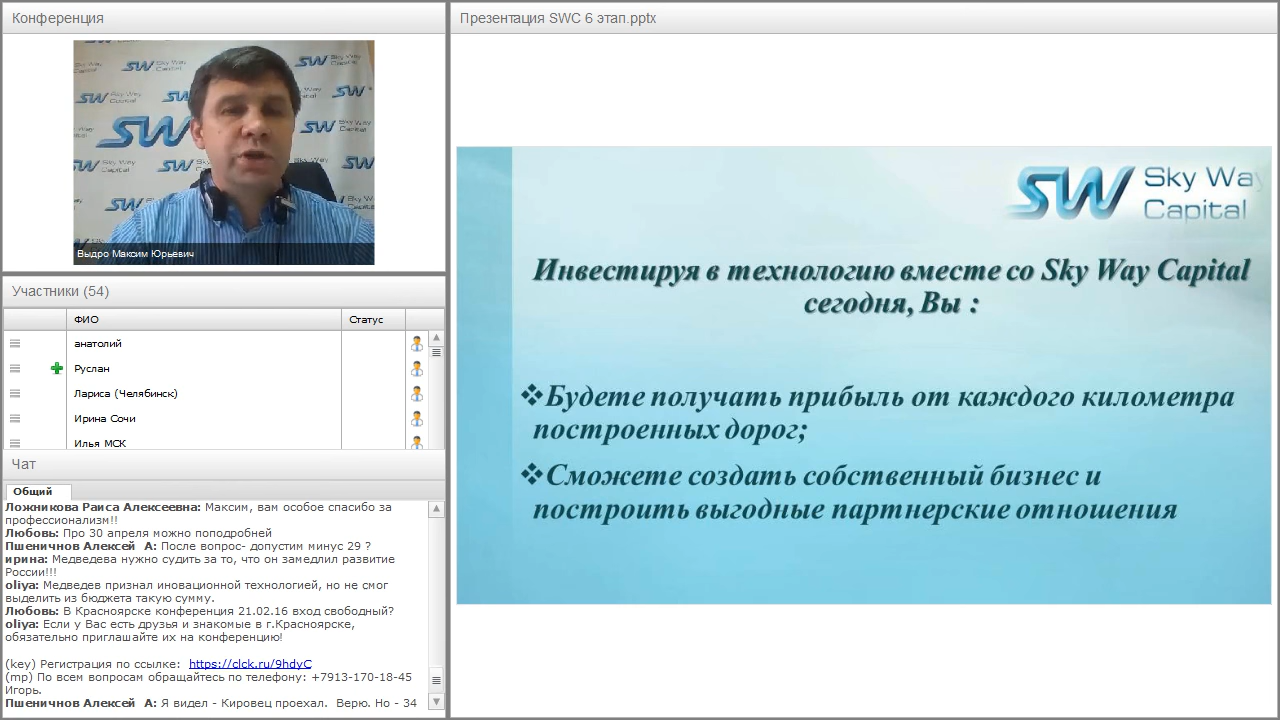 Конференция
Sky Way
Capital
Sky Way
Capital
SW
Выдро Максим Юрьевич
Участники (54)
ФИО
Статус
анатолий
Руслан
Лариса (Челябинск)
Ирина Сочи
Илья МСК
Чат
Общий
Ложникова Раиса Алексеевна: Максим, вам особое спасибо за
профессионализм!!
Любовь: Про 30 апреля можно поподробней
Пшеничнов Алексей А: После вопрос- допустим минус 29 ?
ирина: Медведева нужно судить за то, что он замедлил развитие
России!!!
oliya: Медведев признал иновационной технологией, но не смог
выделить из бюджета такую сумму.
Любовь: В Красноярске конференция 21.02.16 вход свободный?
oliya: Если у Вас есть друзья и знакомые в г.Красноярске,
обязательно приглашайте их на конференцию!
(key) Регистрация по ссылке: https://clck.ru/9hdyC
(mp) По всем вопросам обращайтесь по телефону: +7913-170-18-45
Игорь.
Пшеничнов Алексей А: Я видел - Кировец проехал. Верю. Но - 34
Презентация SWC 6 этап.pptx
SW Sky Way
Capital
Инвестируя в технологию вместе со Sky Way Capital
сегодня, Вы :
❖Будете получать прибыль от каждого километра
построенных дорог;
❖Сможете создать собственный бизнес и
построить выгодные партнерские отношения